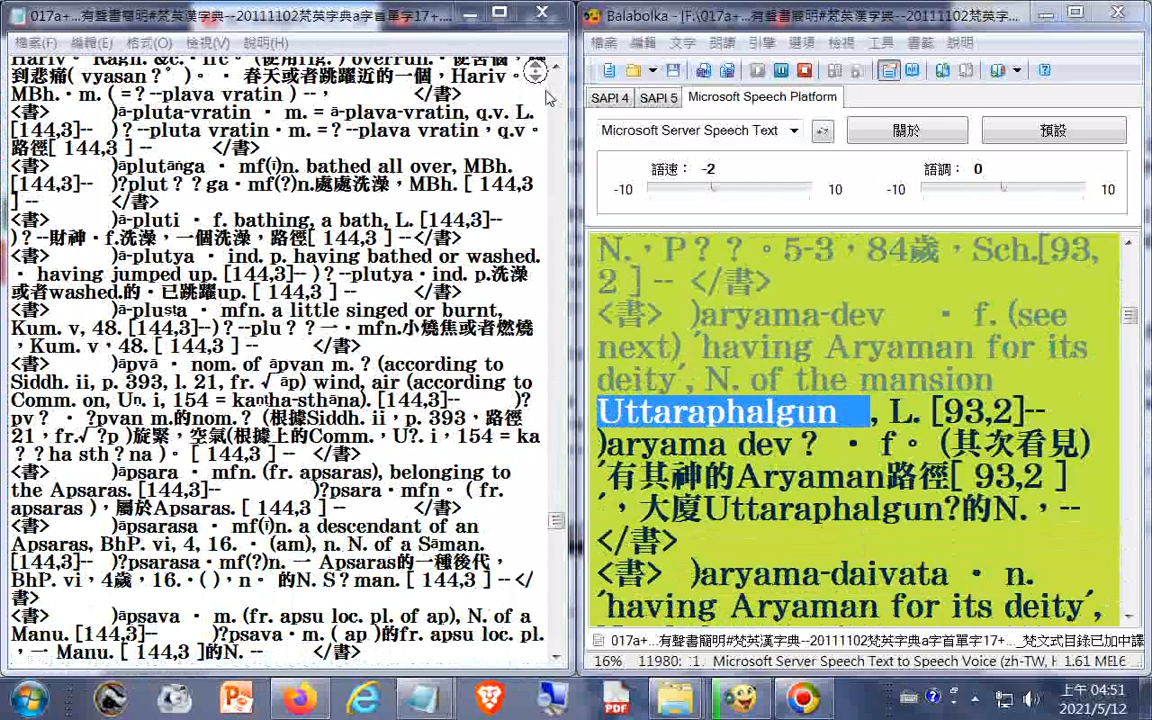 017a+...有聲書簡明#梵英漢字典--20111102梵英字典a字首單字17+...
檔案(F) 編輯(E) 格式(O) 檢視(V) 說明(H)
到悲痛( vyasan？゜)。‧ 春天或者跳躍近的一個，Hariv。
MBh.‧m. ( =？--plava vratin ) --， </書>
<書> )ā-pluta-vratin ‧ m. = ā-plava-vratin, q.v. L.
[144,3]-- )？--pluta vratin‧m. =？--plava vratin，q.v。
路徑[ 144,3 ] -- </書>
<書> )āplutāṅga ‧ mf(ī)n. bathed all over, MBh.
[144,3]-- )?plut？？ga‧mf(?)n.處處洗澡，MBh. [ 144,3
] -- </書>
<書> )ā-pluti ‧ f. bathing, a bath, L. [144,3]--
)？--財神‧f.洗澡，一個洗澡，路徑[ 144,3 ] --</書>
<書> )ā-plutya ‧ ind. p. having bathed or washed.
‧ having jumped up. [144,3]-- )？--plutya‧ind. p.洗澡
或者washed.的‧已跳躍up. [ 144,3 ] -- </書>
<書> )ā-pluṣṭa ‧ mfn. a little singed or burnt,
Kum. v, 48. [144,3]--)？--plu？？一‧mfn.小燒焦或者燃燒
，Kum. v，48. [ 144,3 ] -- </書>
<書> )āpvā ‧ nom. of āpvan m. ? (according to
Siddh. ii, p. 393, l. 21, fr.√ āp) wind, air (according to
Comm. on, Uṇ. i, 154 = kaṇṭha-sthāna). [144,3]-- )?
pv？ ‧?pvan m.的nom.？(根據Siddh. ii，p. 393，路徑
21，fr.√?p )旋緊，空氣(根據上的Comm.，U?. i，154 = ka
？？ha sth？na )。[ 144,3 ] -- </書>
<書> )āpsara ‧ mfn. (fr. apsaras), belonging to
the Apsaras. [144,3]-- )?psara‧mfn。( fr.
apsaras )，屬於Apsaras. [ 144,3 ] -- </書>
<書> )āpsarasa ‧ mf(ī)n. a descendant of an
Apsaras, BhP. vi, 4, 16. ‧ (am), n. N. of a Sāman.
[144,3]-- )?psarasa‧mf(?)n. 一 Apsaras的一種後代，
BhP. vi，4歲，16.‧( )，n。的N. S？man. [ 144,3 ] --</
書>
<書> )āpsava ‧ m. (fr. apsu loc. pl. of ap), N. of a
Manu. [144,3]-- )?psava‧m. ( ap )的fr. apsu loc. pl.
，一 Manu. [ 144,3 ]的N. -- </書>
Balabolka - [F:\017a+...有聲書簡明#梵英漢字典--20111102梵英字...
檔案 編輯 文字 朗讀 引擎 選項 檢視 工具 書籤 說明
SAPI 4 SAPI 5 Microsoft Speech Platform
Microsoft Server Speech Text 關於 預設
語速： -2 語調： 0
-10 10 -10 10
N.，P？？。5-3，84歲，Sch.[93,
2 ] -- </書>
<書> )aryama-dev ‧ f. (see
next) 'having Aryaman for its
deity', N. of the mansion
Uttaraphalgun , L. [93,2]--
)aryama dev？ ‧ f。(其次看見)
'有其神的Aryaman路徑[ 93,2 ]
'，大廈Uttaraphalgun?的N.，--
</書>
<書> )aryama-daivata ‧ n.
'having Aryaman for its deity',
017a+...有聲書簡明#梵英漢字典--20111102梵英字典a字首單字17+..._梵文式目錄已加中譯
16% 11980: :1. Microsoft Server Speech Text to Speech Voice (zh-TW, H 1.61 МЕБ
上午 04:51
2021/5/12